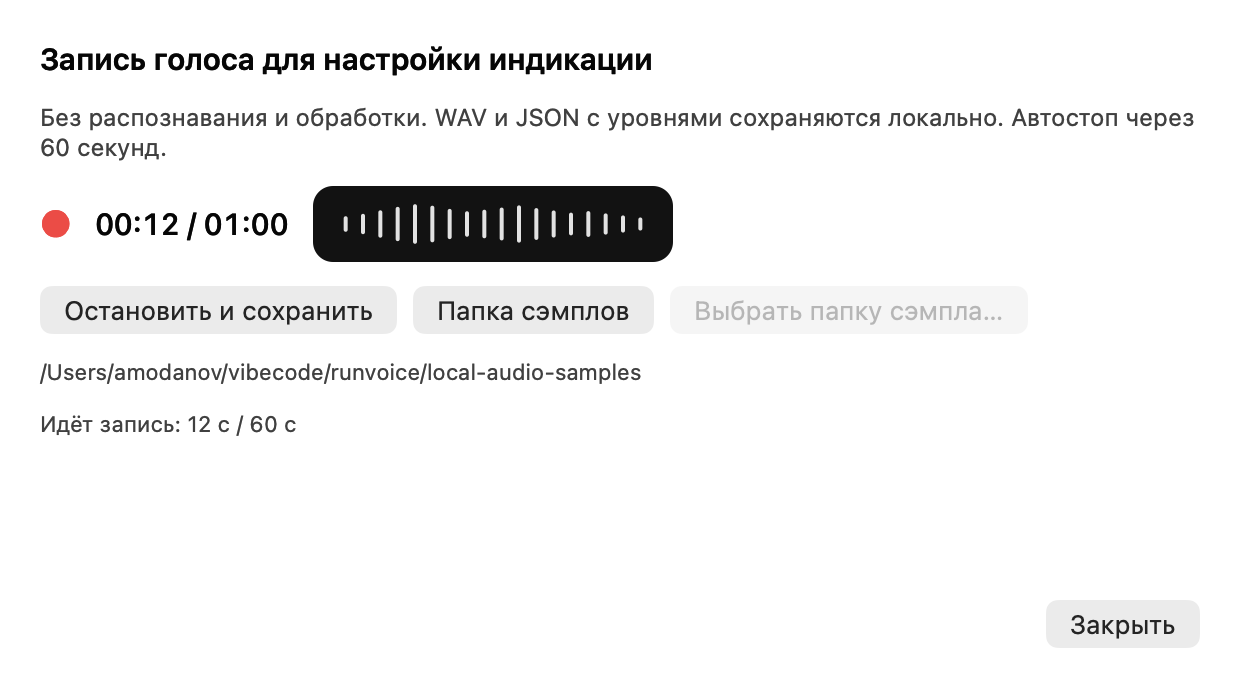 Запись голоса для настройки индикации
Без распознавания и обработки. WAV и JSON с уровнями сохраняются локально. Автостоп через
60 секунд.
00:12 / 01:00
Остановить и сохранить
Папка сэмплов
Выбрать папку сэмпла...
/Users/amodanov/vibecode/runvoice/local-audio-samples
Идёт запись: 12 с / 60 с
Закрыть